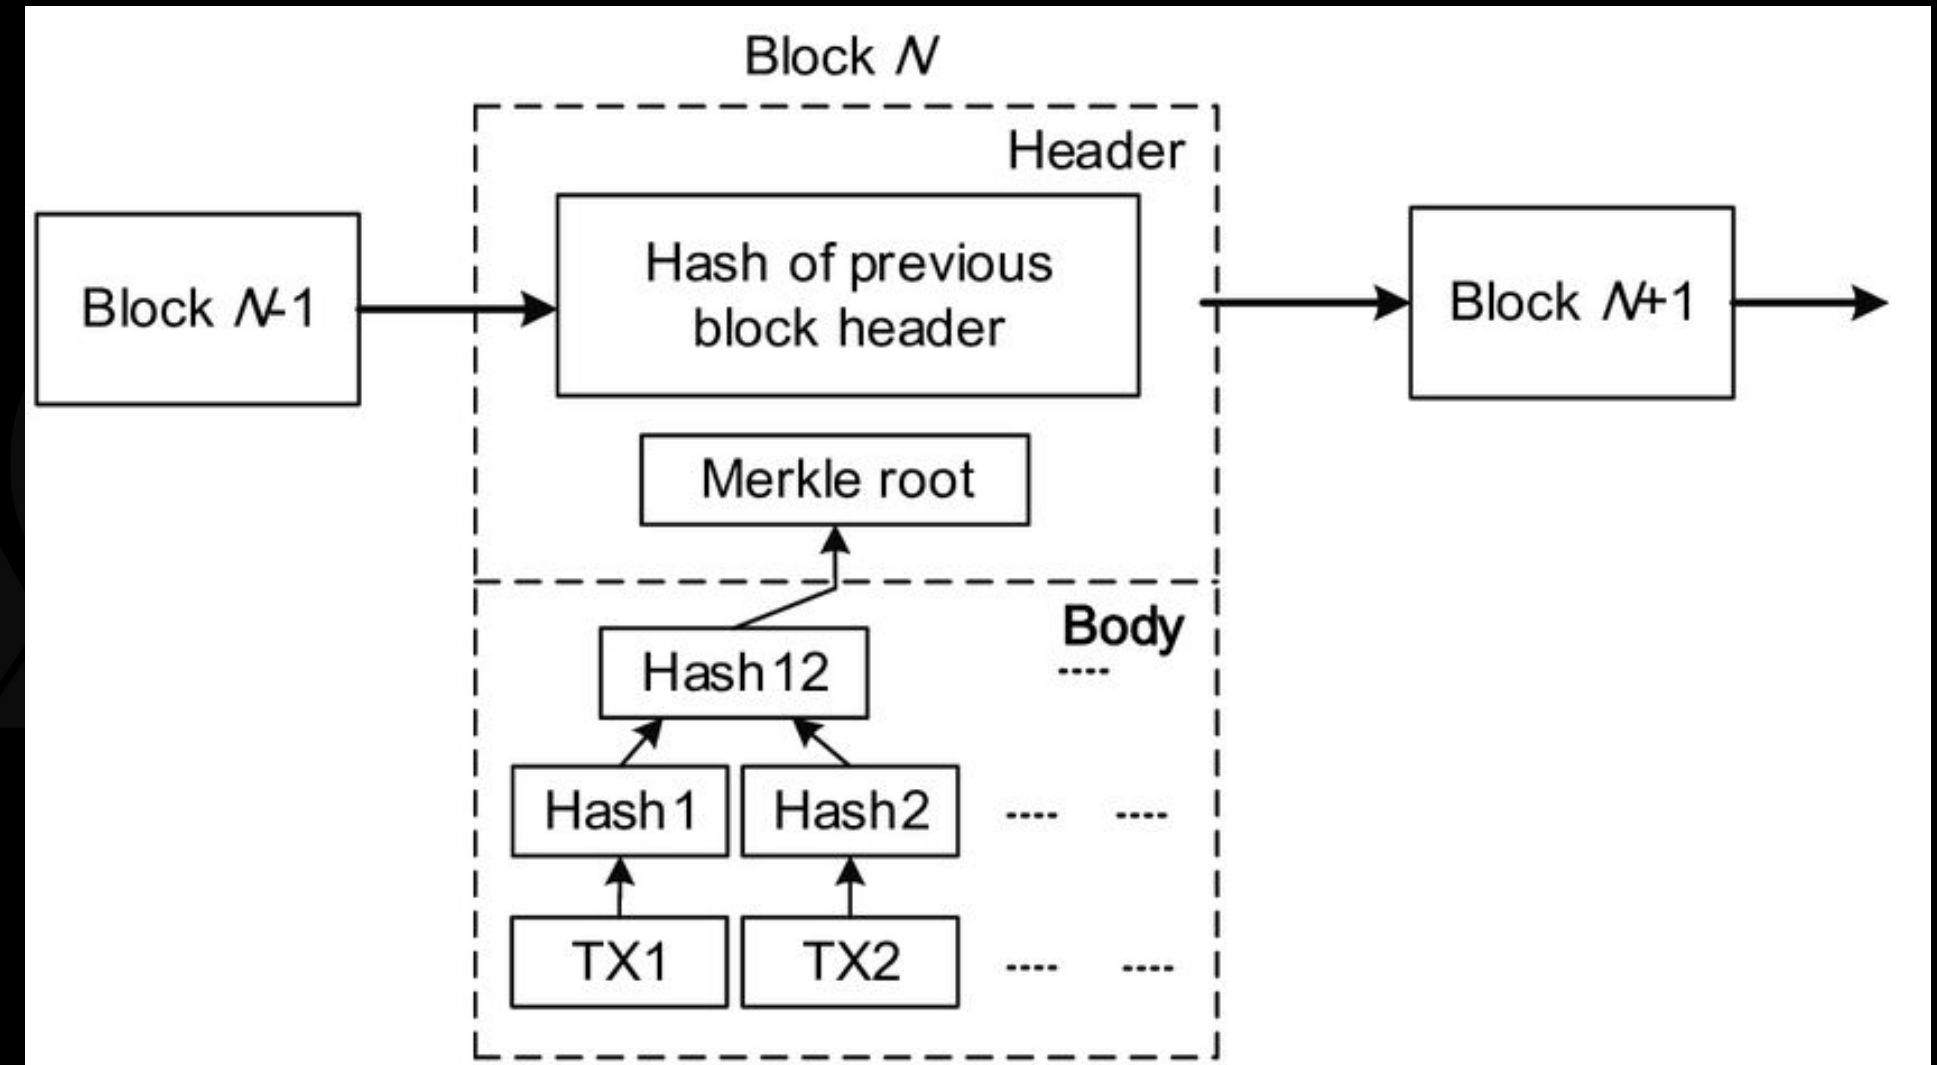 Block N
Header
Block N-1
Hash of previous
block header
Block N+1
Merkle root
Body
----
Hash12
Hash1
Hash2
---- ----
TX1
TX2
---- ----